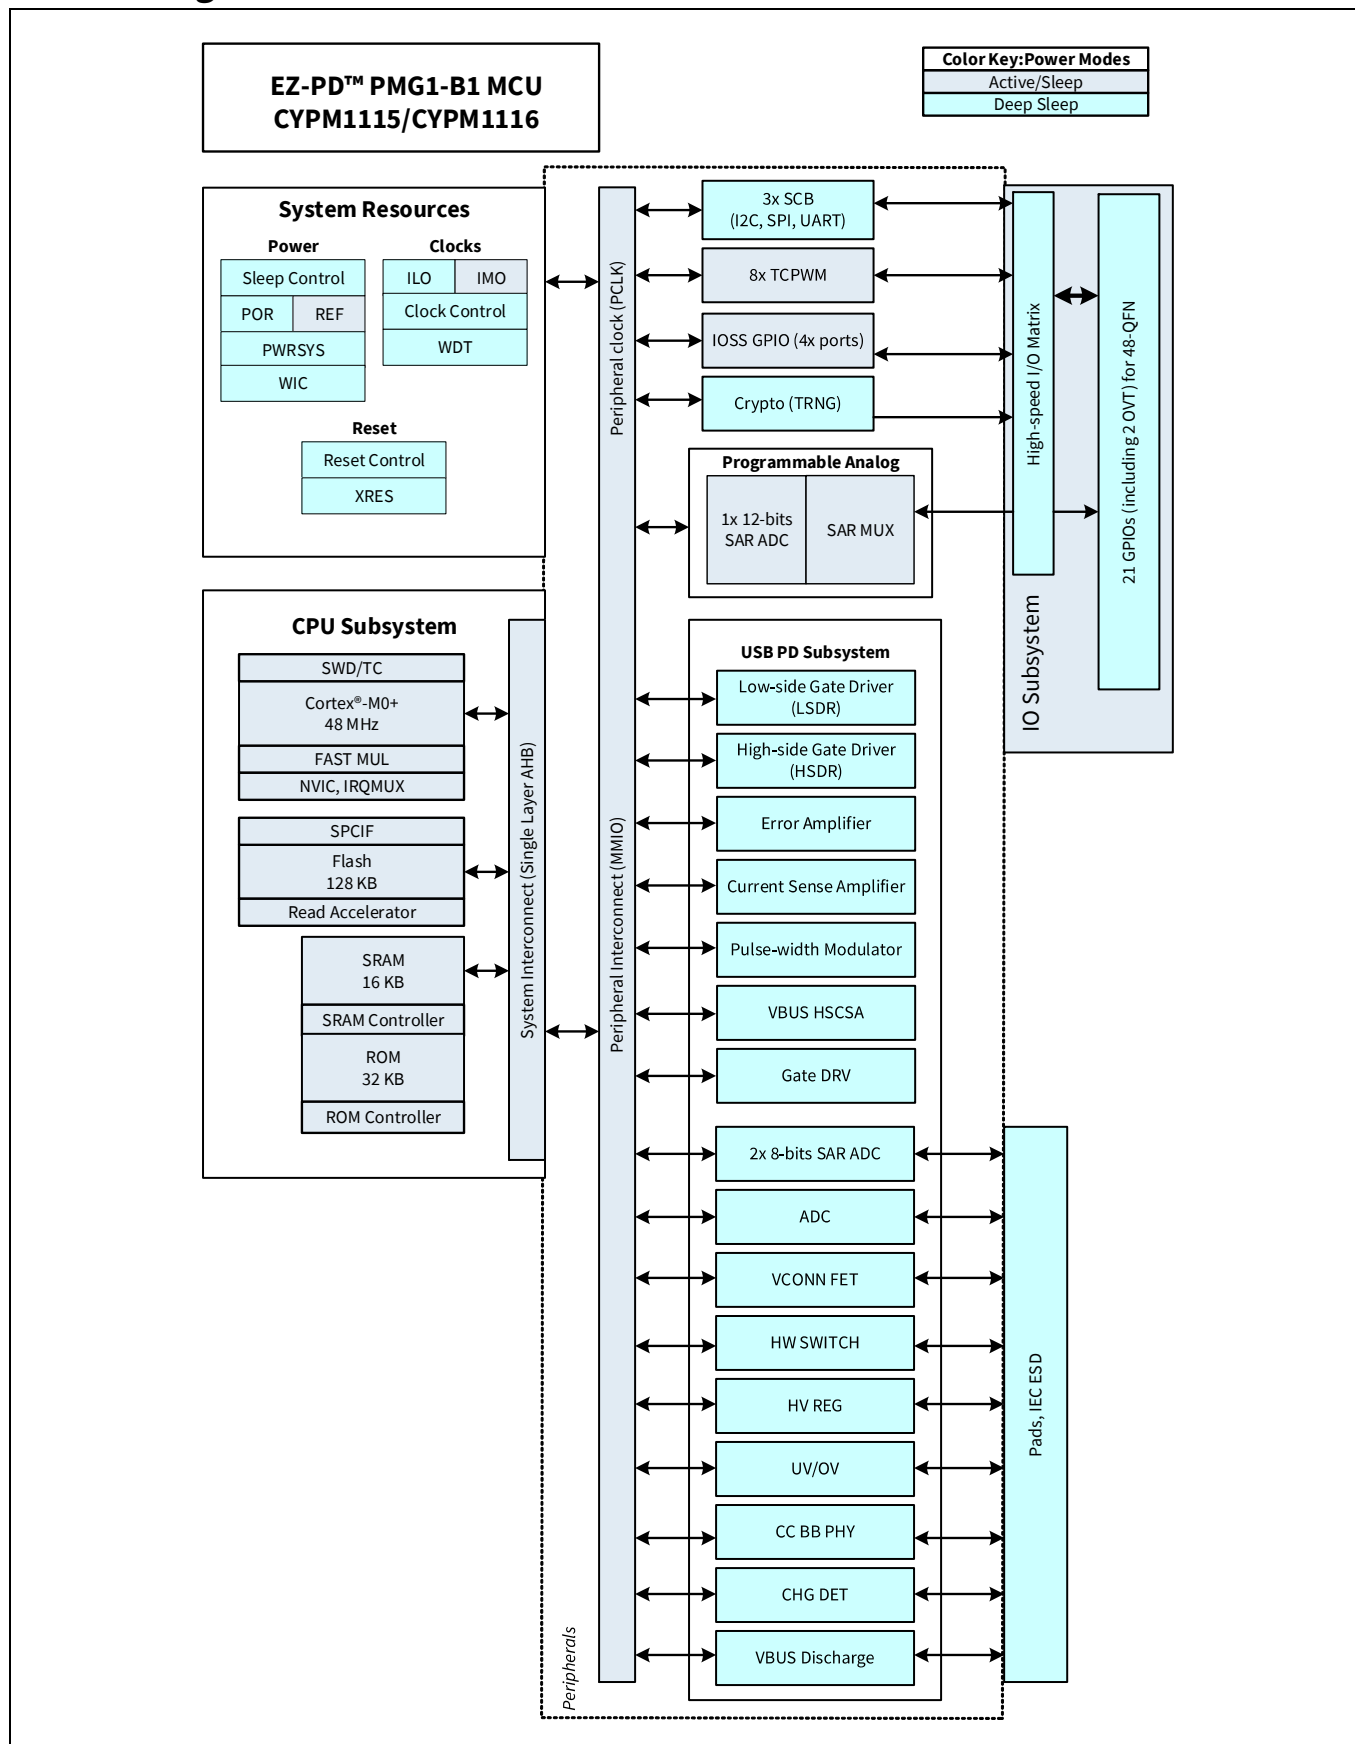 EZ-PD™ PMG1-B1 MCU
CYPM1115/CYPM1116
Color Key:Power Modes
Active/Sleep
Deep Sleep
System Resources
Power
Sleep Control
POR
REF
PWRSYS
WIC
Clocks
ILO
IMO
Clock Control
WDT
Reset
Reset Control
XRES
CPU Subsystem
SWD/TC
Cortex®-M0+
48 MHz
FAST MUL
NVIC, IRQMUX
SPCIF
Flash
128 KB
Read Accelerator
SRAM
16 KB
SRAM Controller
ROM
32 KB
ROM Controller
System Interconnect (Single Layer AHB)
Peripheral clock (PCLK)
Peripheral Interconnect (MMIO)
Peripherals
3x SCB
(I2C, SPI, UART)
8x TCPWM
IOSS GPIO (4x ports)
Crypto (TRNG)
Programmable Analog
1x 12-bits
SAR ADC
SAR MUX
USB PD Subsystem
Low-side Gate Driver
(LSDR)
High-side Gate Driver
(HSDR)
Error Amplifier
Current Sense Amplifier
Pulse-width Modulator
VBUS HSCSA
Gate DRV
2x 8-bits SAR ADC
ADC
VCONN FET
HW SWITCH
HV REG
UV/OV
CC BB PHY
CHG DET
VBUS Discharge
High-speed I/O Matrix
21 GPIOs (including 2 OVT) for 48-QFN
IO Subsystem
Pads, IEC ESD